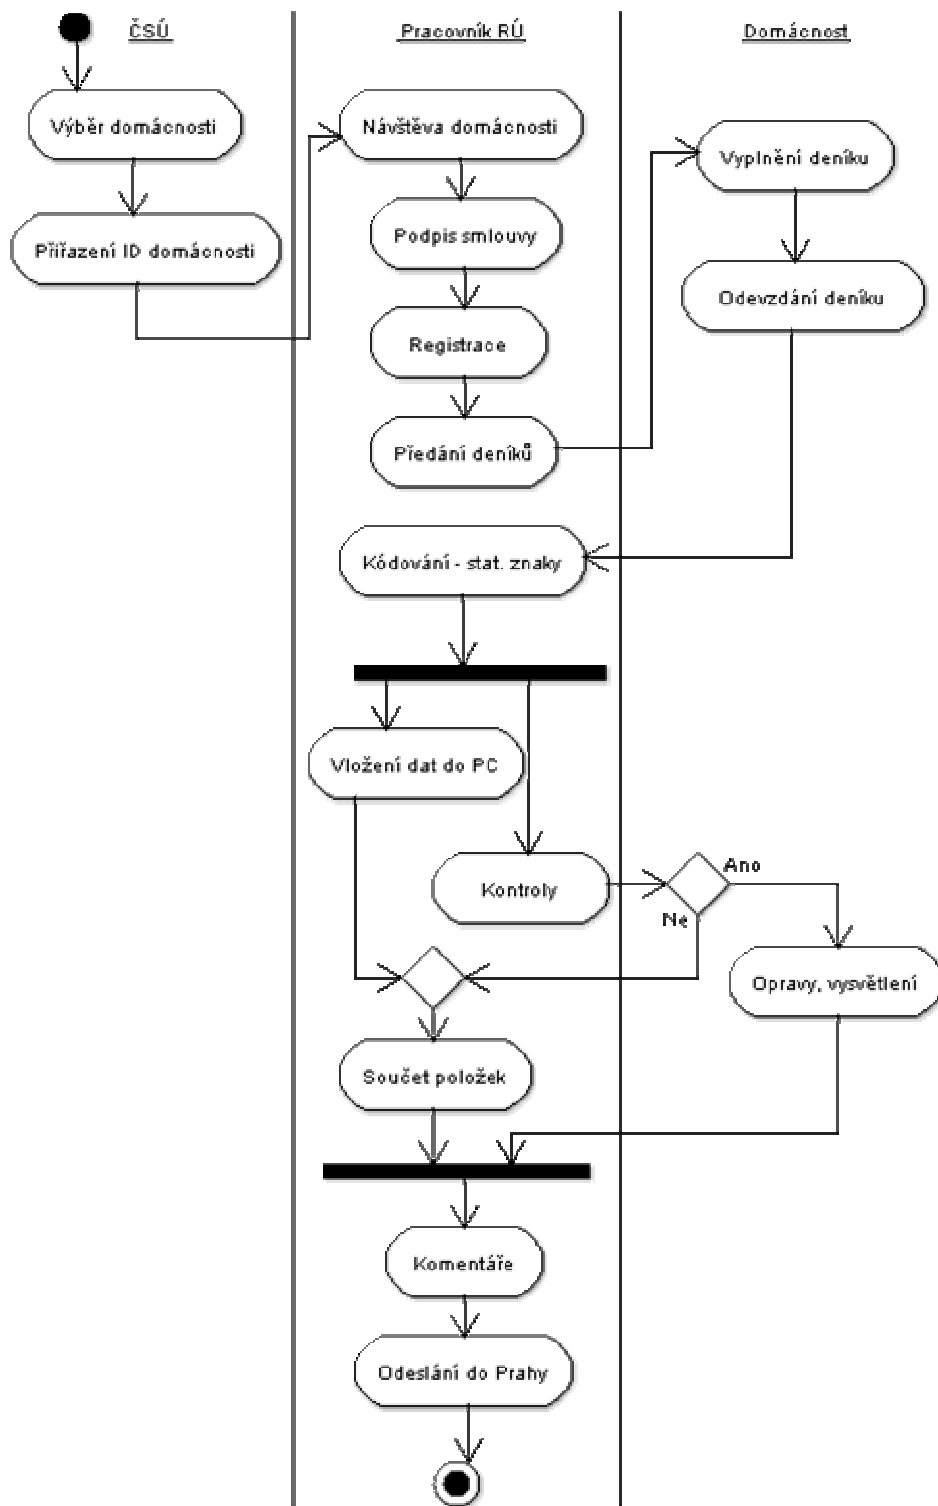 ČSÚ
Pracovník RÚ
Domácnost
Výběr domácnosti
Přiřazení ID domácnosti
Návštěva domácnosti
Podpis smlouvy
Registrace
Předání deníků
Vyplnění deníku
Odevzdání deníku
Kódování - stat. znaky
Vložení dat do PC
Kontroly
Ano
Ne
Opravy, vysvětlení
Součet položek
Komentáře
Odeslání do Prahy